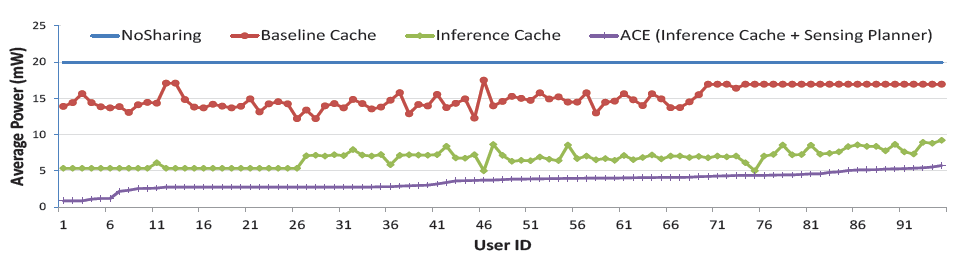 NoSharing Baseline Cache Inference Cache ACE (Inference Cache + Sensing Planner)
Average Power (mW)
25
20
15
10
5
0
1 6 11 16 21 26 31 36 41 46 51 56 61 66 71 76 81 86 91
User ID